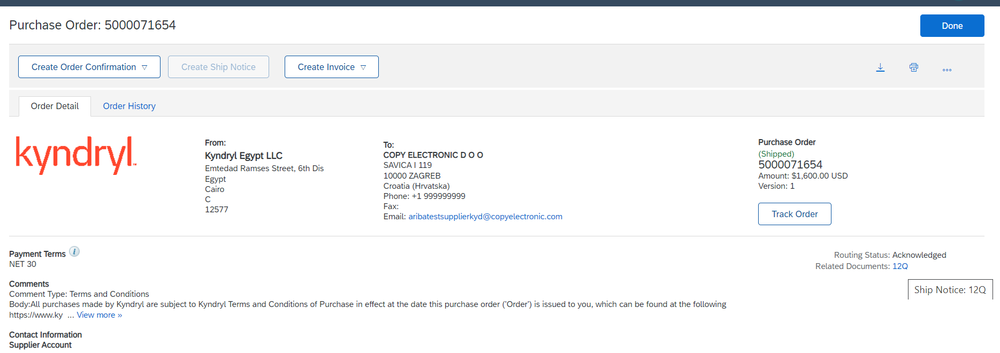 Purchase Order: 5000071654
Done
Create Order Confirmation ▽
Create Ship Notice
Create Invoice ▽
Order Detail
Order History
kyndryl™
From:
Kyndryl Egypt LLC
Emtedad Ramses Street, 6th Dis
Egypt
Cairo
C
12577
To:
COPY ELECTRONIC D O O
SAVICA I 119
10000 ZAGREB
Croatia (Hrvatska)
Phone: +1 999999999
Fax:
Email: aribatestsupplierkyd@copyelectronic.com
Purchase Order
(Shipped)
5000071654
Amount: $1,600.00 USD
Version: 1
Track Order
Payment Terms i
NET 30
Routing Status: Acknowledged
Related Documents: 12Q
Ship Notice: 12Q
Comments
Comment Type: Terms and Conditions
Body:All purchases made by Kyndryl are subject to Kyndryl Terms and Conditions of Purchase in effect at the date this purchase order ('Order') is issued to you, which can be found at the following
https://www.ky ... View more »
Contact Information
Supplier Account